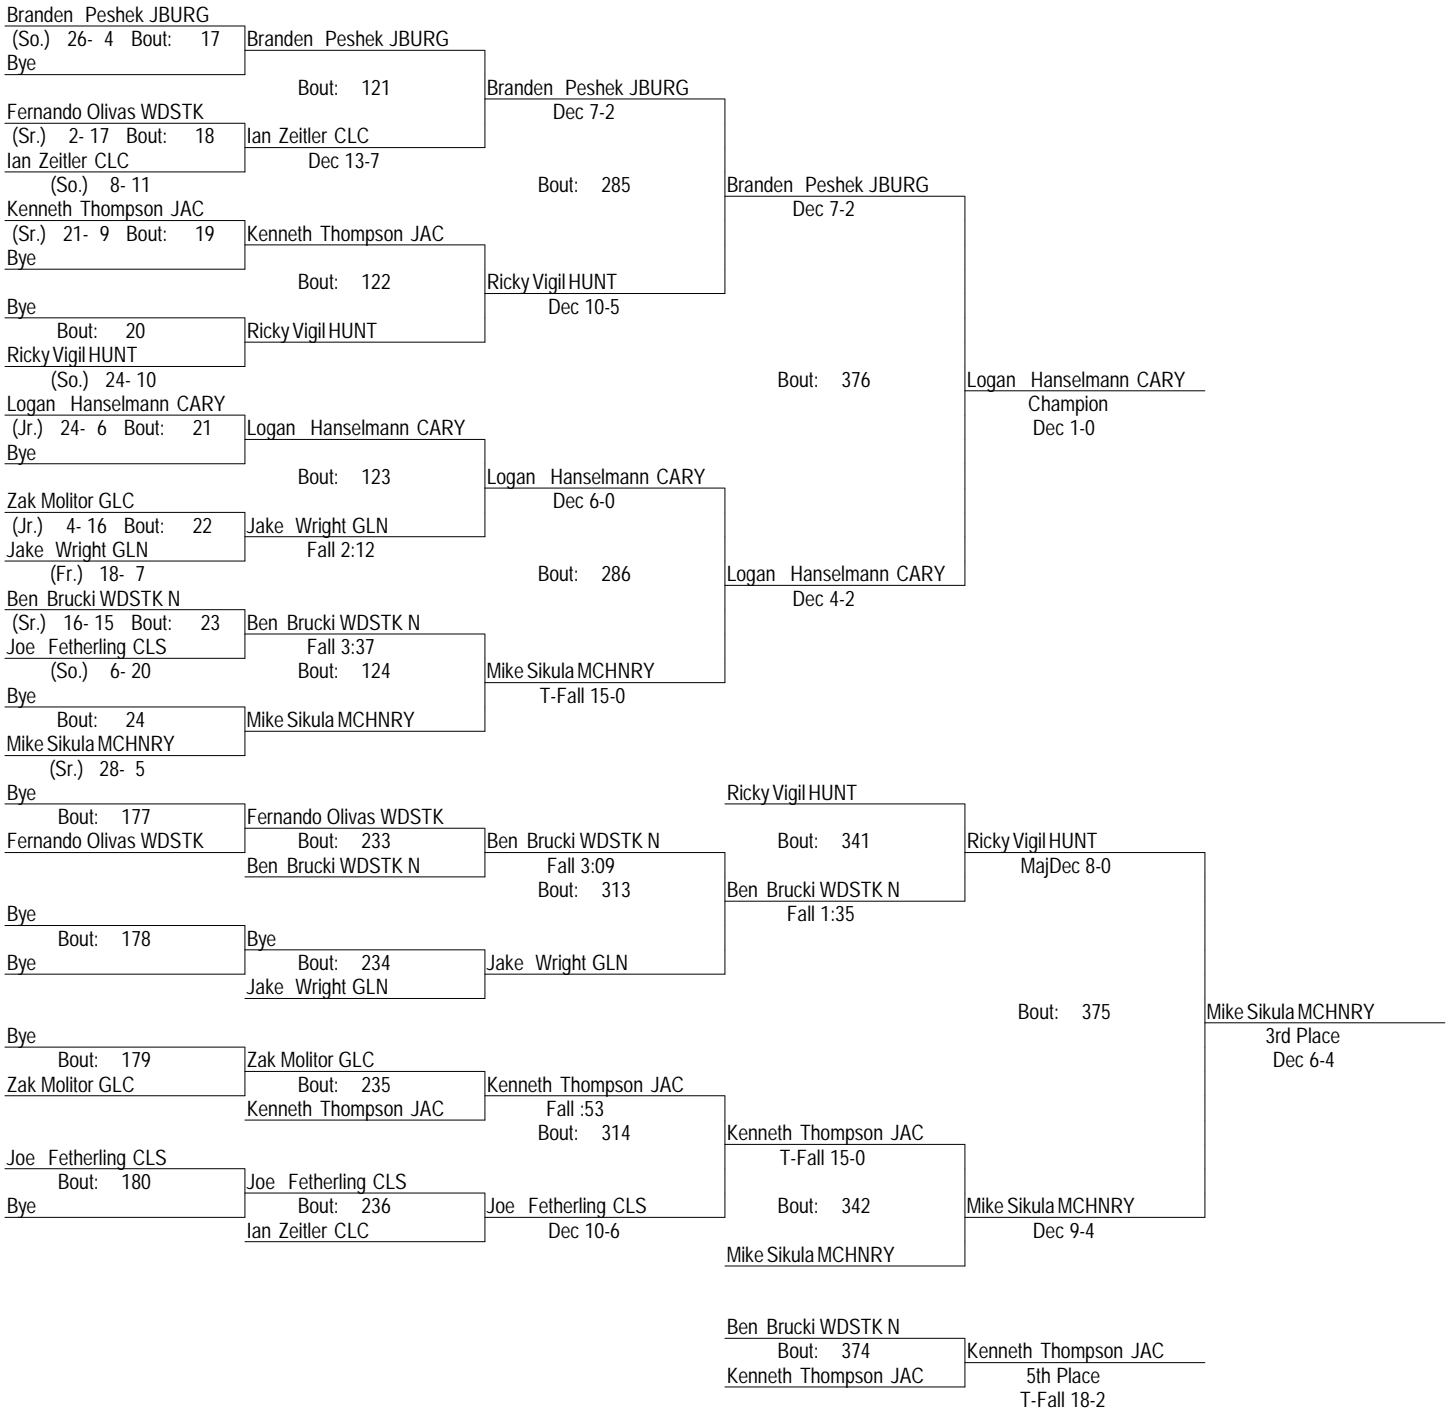 Branden Peshek JBURG
(So.) 26- 4 Bout: 17 Branden Peshek JBURG
Bye
Bout: 121 Branden Peshek JBURG
Fernando Olivas WDSTK Dec 7-2
(Sr.) 2- 17 Bout: 18 Ian Zeitler CLC
Ian Zeitler CLC Dec 13-7
(So.) 8- 11 Bout: 285 Branden Peshek JBURG
Kenneth Thompson JAC Dec 7-2
(Sr.) 21- 9 Bout: 19 Kenneth Thompson JAC
Bye
Bout: 122 Ricky Vigil HUNT
Bye Dec 10-5
Bout: 20 Ricky Vigil HUNT
Ricky Vigil HUNT
(So.) 24- 10 Bout: 376 Logan Hanselmann CARY
Logan Hanselmann CARY Champion
(Jr.) 24- 6 Bout: 21 Logan Hanselmann CARY Dec 1-0
Bye
Bout: 123 Logan Hanselmann CARY
Zak Molitor GLC Dec 6-0
(Jr.) 4- 16 Bout: 22 Jake Wright GLN
Jake Wright GLN Fall 2:12
(Fr.) 18- 7 Bout: 286 Logan Hanselmann CARY
Ben Brucki WDSTK N Dec 4-2
(Sr.) 16- 15 Bout: 23 Ben Brucki WDSTK N
Joe Fetherling CLS Fall 3:37
(So.) 6- 20 Bout: 124 Mike Sikula MCHNRY
Bye T-Fall 15-0
Bout: 24 Mike Sikula MCHNRY
Mike Sikula MCHNRY
(Sr.) 28- 5
Bye Ricky Vigil HUNT
Bout: 177 Fernando Olivas WDSTK
Fernando Olivas WDSTK Bout: 233 Ben Brucki WDSTK N Bout: 341 Ricky Vigil HUNT
Ben Brucki WDSTK N Fall 3:09 MajDec 8-0
Bout: 313 Ben Brucki WDSTK N
Bye Fall 1:35
Bout: 178 Bye
Bye Bout: 234 Jake Wright GLN
Jake Wright GLN
Bout: 375 Mike Sikula MCHNRY
Bye 3rd Place
Bout: 179 Zak Molitor GLC Dec 6-4
Zak Molitor GLC Bout: 235 Kenneth Thompson JAC
Kenneth Thompson JAC Fall :53
Bout: 314 Kenneth Thompson JAC
Joe Fetherling CLS T-Fall 15-0
Bout: 180 Joe Fetherling CLS
Bye Bout: 236 Joe Fetherling CLS Bout: 342 Mike Sikula MCHNRY
Ian Zeitler CLC Dec 10-6 Dec 9-4
Mike Sikula MCHNRY
Ben Brucki WDSTK N
Bout: 374 Kenneth Thompson JAC
Kenneth Thompson JAC 5th Place
T-Fall 18-2